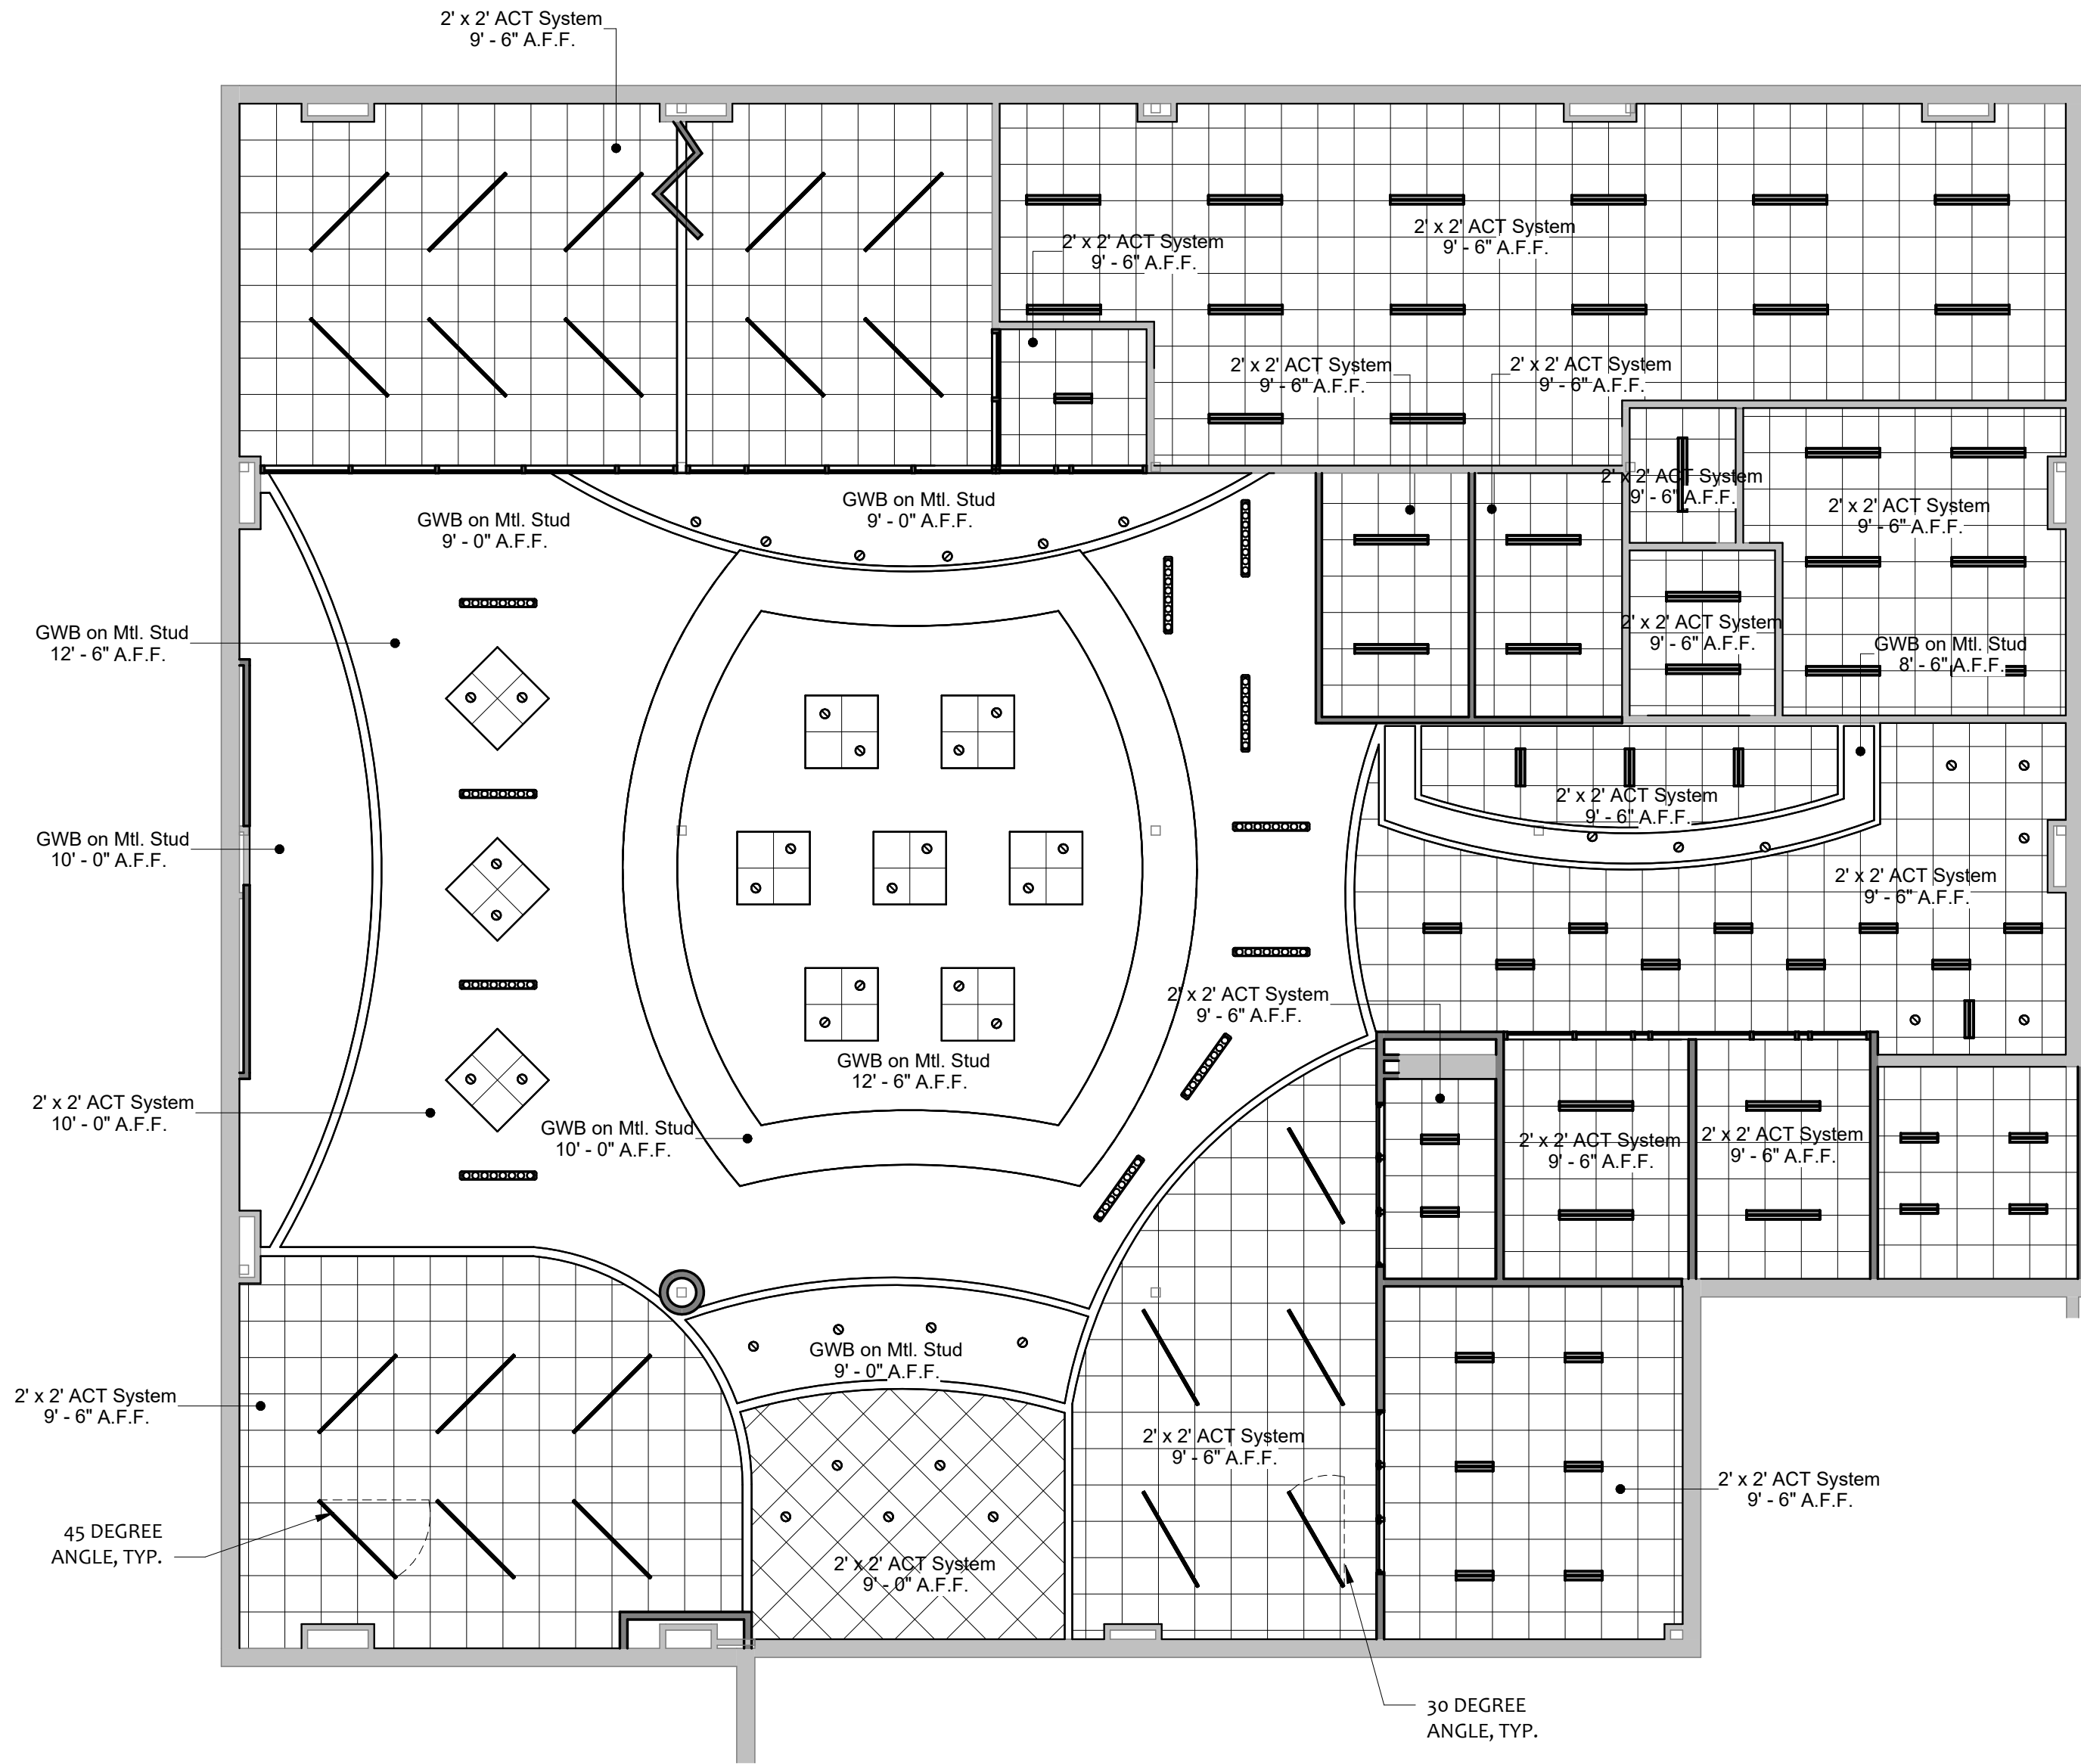 2' x 2' ACT System
9' - 6" A.F.F.
2' x 2' ACT System
9' - 6" A.F.F.
2' x 2' ACT System
9' - 6" A.F.F.
2' x 2' ACT System
9' - 6" A.F.F.
2' x 2' ACT System
9' - 6" A.F.F.
2' x 2' ACT System
9' - 6" A.F.F.
2' x 2' ACT System
9' - 6" A.F.F.
GWB on Mtl. Stud
9' - 0" A.F.F.
GWB on Mtl. Stud
9' - 0" A.F.F.
GWB on Mtl. Stud
12' - 6" A.F.F.
2' x 2' ACT System
9' - 6" A.F.F.
GWB on Mtl. Stud
8' - 6" A.F.F.
2' x 2' ACT System
9' - 6" A.F.F.
GWB on Mtl. Stud
10' - 0" A.F.F.
2' x 2' ACT System
9' - 6" A.F.F.
2' x 2' ACT System
9' - 6" A.F.F.
GWB on Mtl. Stud
12' - 6" A.F.F.
2' x 2' ACT System
10' - 0" A.F.F.
GWB on Mtl. Stud
10' - 0" A.F.F.
2' x 2' ACT System
9' - 6" A.F.F.
2' x 2' ACT System
9' - 6" A.F.F.
GWB on Mtl. Stud
9' - 0" A.F.F.
2' x 2' ACT System
9' - 6" A.F.F.
2' x 2' ACT System
9' - 6" A.F.F.
2' x 2' ACT System
9' - 6" A.F.F.
45 DEGREE
ANGLE, TYP.
2' x 2' ACT System
9' - 0" A.F.F.
30 DEGREE
ANGLE, TYP.